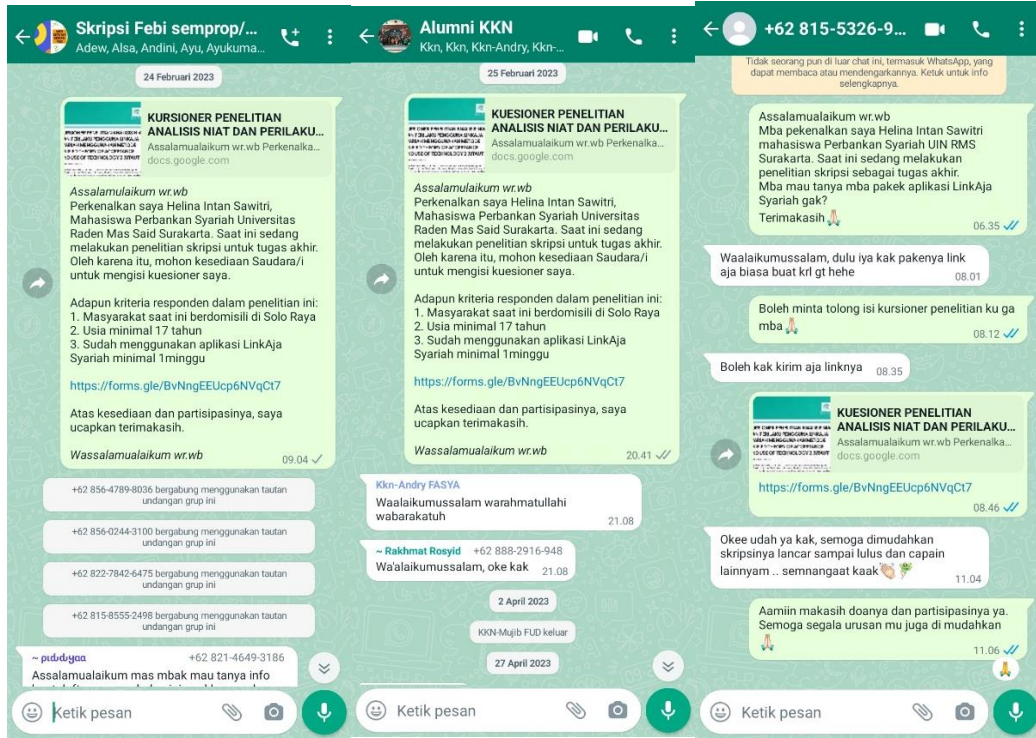 Skripsi Febi semprop/...
Adew, Alsa, Andini, Ayu, Ayukuma...
24 Februari 2023
KURSIONER PENELITIAN
ANALISIS NIAT DAN PERILAKU...
Assalamualaikum wr.wb Perkenalka...
docs.google.com
Assalamulaikum wr.wb
Perkenalkan saya Helina Intan Sawitri,
Mahasiswa Perbankan Syariah Universitas
Raden Mas Said Surakarta. Saat ini sedang
melakukan penelitian skripsi untuk tugas akhir.
Oleh karena itu, mohon kesediaan Saudara/i
untuk mengisi kuesioner saya.
Adapun kriteria responden dalam penelitian ini:
1. Masyarakat saat ini berdomisili di Solo Raya
2. Usia minimal 17 tahun
3. Sudah menggunakan aplikasi LinkAja
Syariah minimal 1minggu
https://forms.gle/BvNngEEUcp6NVqCt7
Atas kesediaan dan partisipasinya, saya
ucapkan terimakasih.
Wassalamualaikum wr.wb
09.04
+62 856-4789-8036 bergabung menggunakan tautan
undangan grup ini
+62 856-0244-3100 bergabung menggunakan tautan
undangan grup ini
+62 822-7842-6475 bergabung menggunakan tautan
undangan grup ini
+62 815-8555-2498 bergabung menggunakan tautan
undangan grup ini
+62 821-4649-3186
Assalamualaikum mas mbak mau tanya info
Ketik pesan
Alumni KKN
Kkn, Kkn, Kkn-Andry, Kkn-...
25 Februari 2023
KUESIONER PENELITIAN
ANALISIS NIAT DAN PERILAKU...
Assalamualaikum wr.wb Perkenalka...
docs.google.com
Assalamulaikum wr.wb
Perkenalkan saya Helina Intan Sawitri,
Mahasiswa Perbankan Syariah Universitas
Raden Mas Said Surakarta. Saat ini sedang
melakukan penelitian skripsi untuk tugas akhir.
Oleh karena itu, mohon kesediaan Saudara/i
untuk mengisi kuesioner saya.
Adapun kriteria responden dalam penelitian ini:
1. Masyarakat saat ini berdomisili di Solo Raya
2. Usia minimal 17 tahun
3. Sudah menggunakan aplikasi LinkAja
Syariah minimal 1minggu
https://forms.gle/BvNngEEUcp6NVqCt7
Atas kesediaan dan partisipasinya, saya
ucapkan terimakasih.
Wassalamualaikum wr.wb
20.41
Kkn-Andry FASYA
Waalaikumussalam warahmatullahi
wabarakatuh
21.08
~ Rakhmat Rosyid +62 888-2916-948
Wa'alaikumussalam, oke kak 21.08
2 April 2023
KKN-Mujib FUD keluar
27 April 2023
Ketik pesan
+62 815-5326-9...
Tidak seorang pun di luar chat ini, termasuk WhatsApp, yang
dapat membaca atau mendengarkannya. Ketuk untuk info
selengkapnya.
Assalamualaikum wr.wb
Mba pekenalkan saya Helina Intan Sawitri
mahasiswa Perbankan Syariah UIN RMS
Surakarta. Saat ini sedang melakukan
penelitian skripsi sebagai tugas akhir.
Mba mau tanya mba pakek aplikasi LinkAja
Syariah gak?
Terimakasih🙏
06.35
Waalaikumussalam, dulu iya kak pakenya link
aja biasa buat krl gt hehe
08.01
Boleh minta tolong isi kursioner penelitian ku ga
mba🙏
08.12
Boleh kak kirim aja linknya 08.35
KUESIONER PENELITIAN
ANALISIS NIAT DAN PERILAKU...
Assalamualaikum wr.wb Perkenalka...
docs.google.com
https://forms.gle/BvNngEEUcp6NVqCt7
08.46
Okee udah ya kak, semoga dimudahkan
skripsinya lancar sampai lulus dan capain
lainnyam .. semnangaat kaak
11.04
Aamiin makasih doanya dan partisipasinya ya.
Semoga segala urusan mu juga di mudahkan
🙏
11.06
Ketik pesan